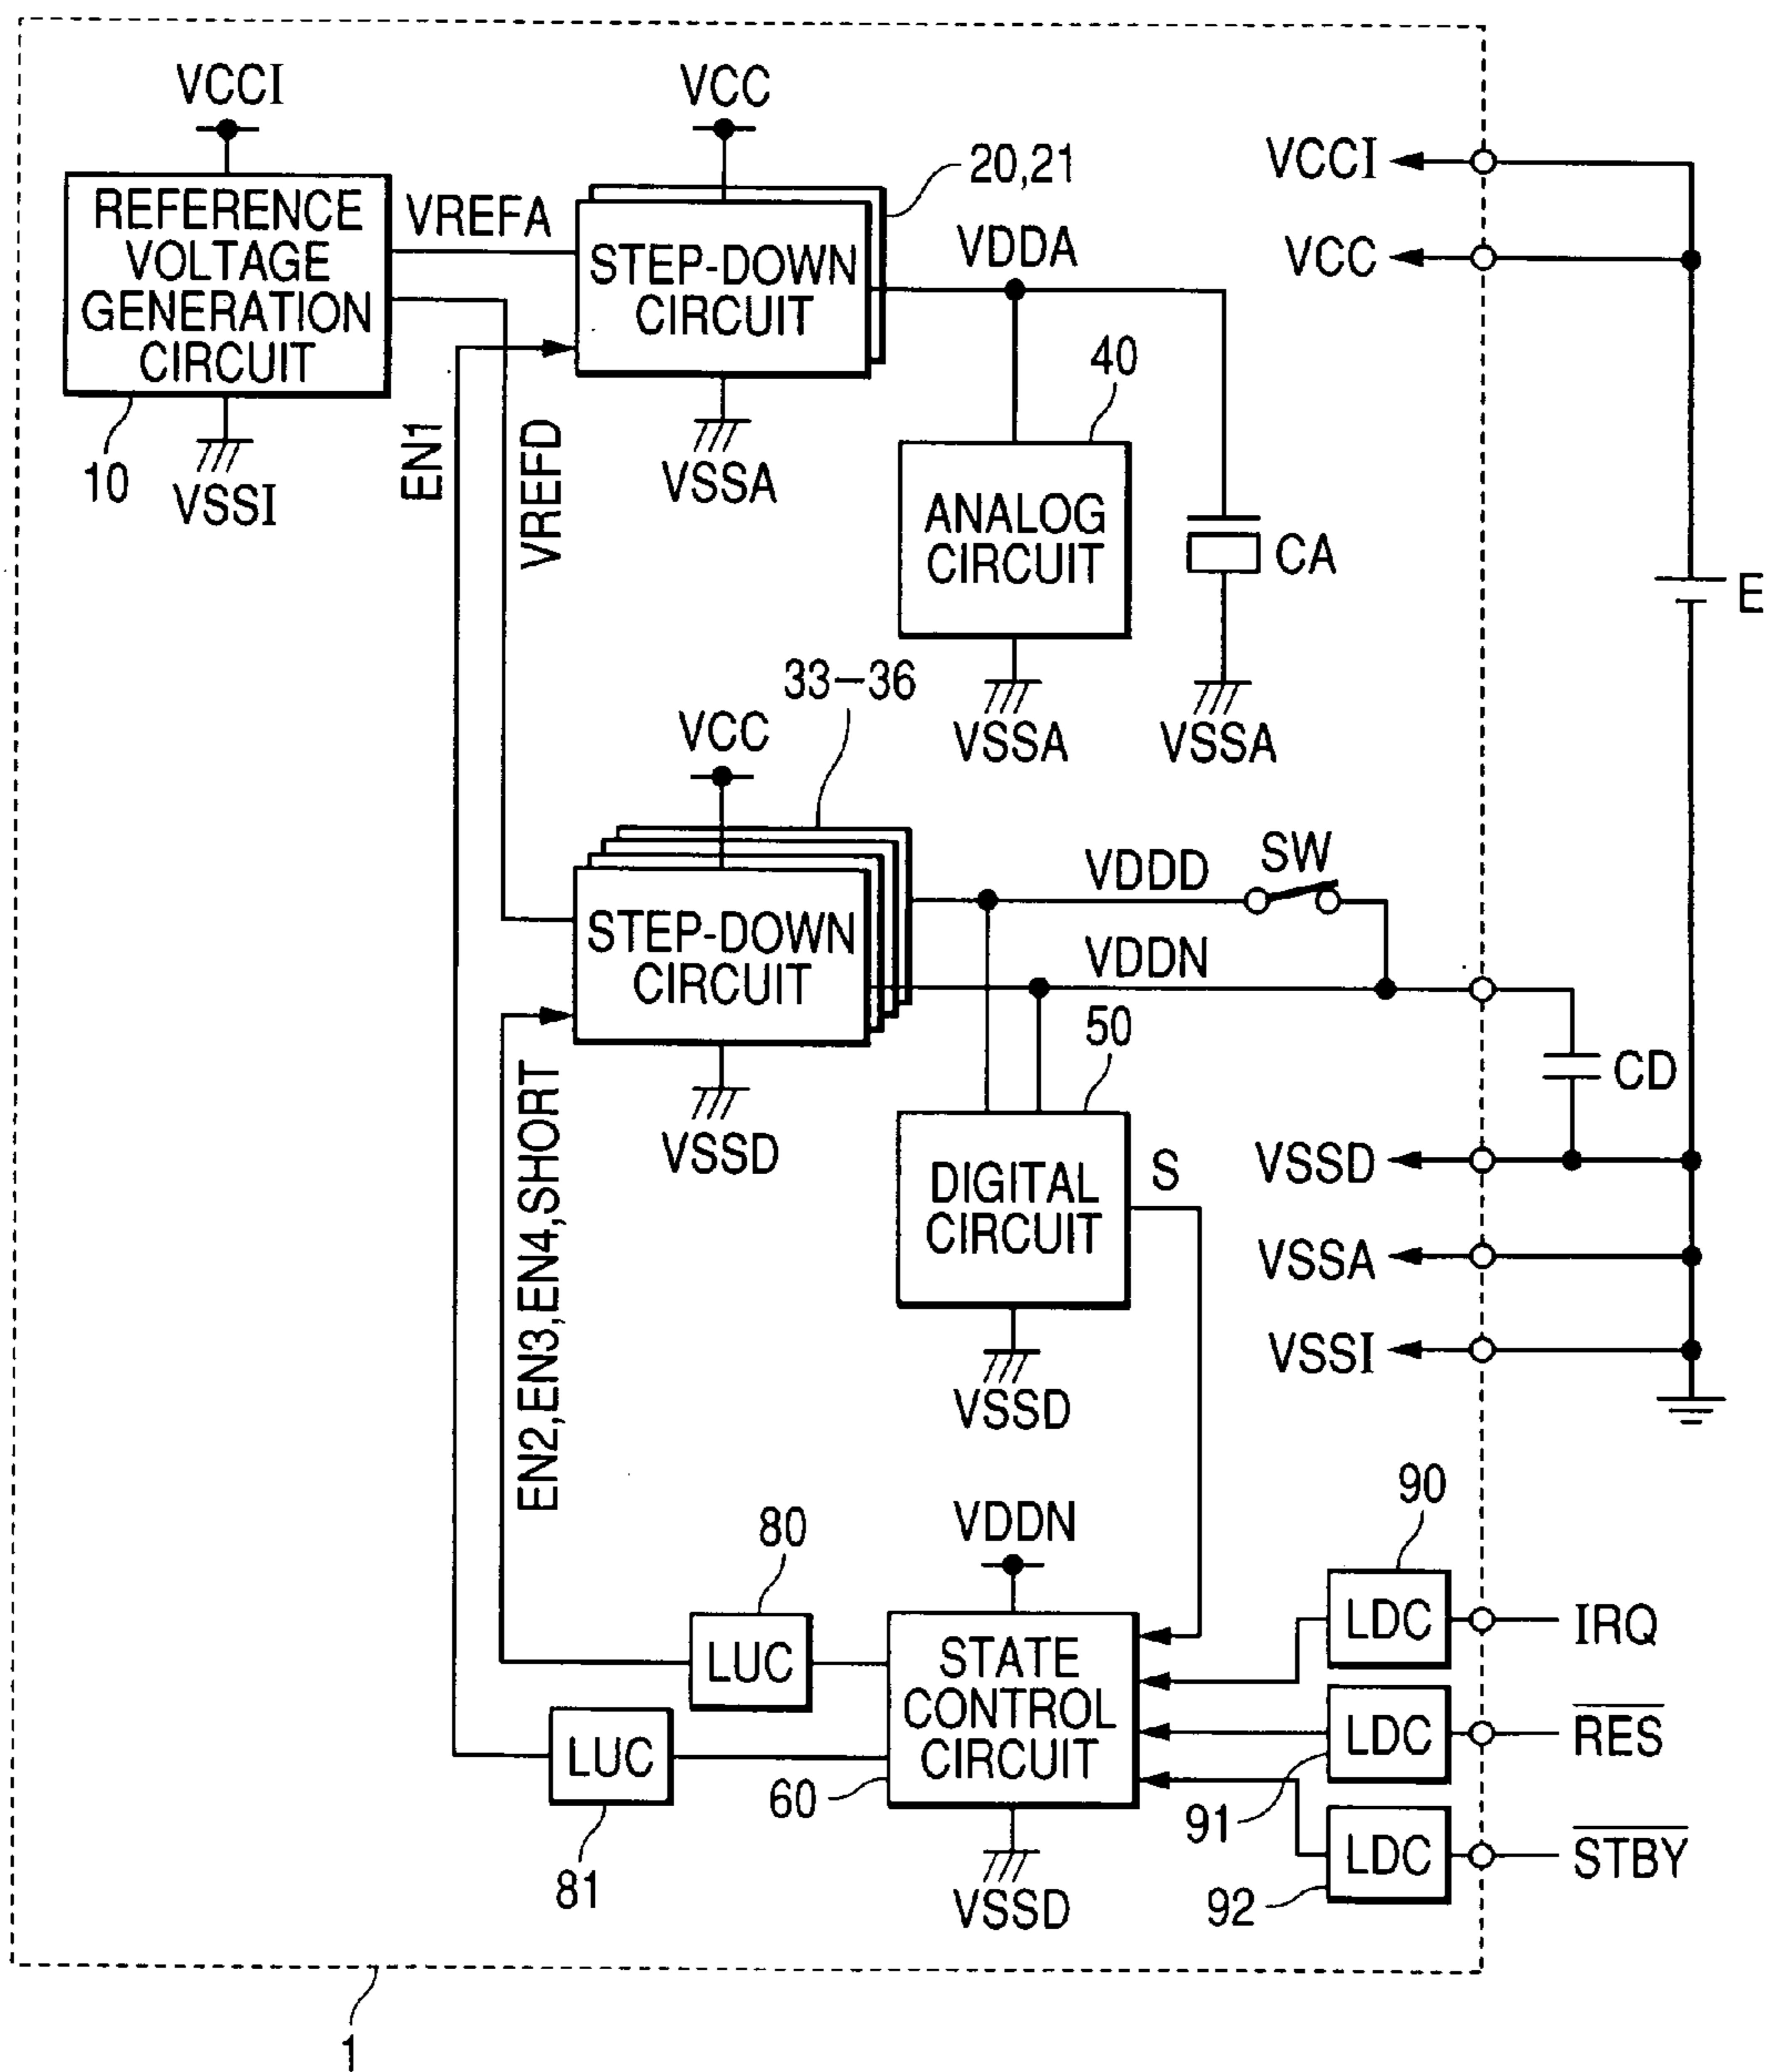 VCCI
VCC
20,21
REFERENCE
VOLTAGE
GENERATION
CIRCUIT
VREFA
STEP-DOWN
CIRCUIT
VDDA
VCCI
VCC
10
VSSI
EN1
VREFD
VSSA
40
ANALOG
CIRCUIT
CA
E
VSSA
VSSA
33-36
VCC
STEP-DOWN
CIRCUIT
VDDD
SW
VDDN
50
CD
VSSD
EN2,EN3,EN4,SHORT
DIGITAL
CIRCUIT
S
VSSD
VSSA
VSSI
VSSD
80
VDDN
90
LUC
STATE
CONTROL
CIRCUIT
LDC
IRQ
LUC
LDC
RES
60
91
81
LDC
STBY
VSSD
92
1